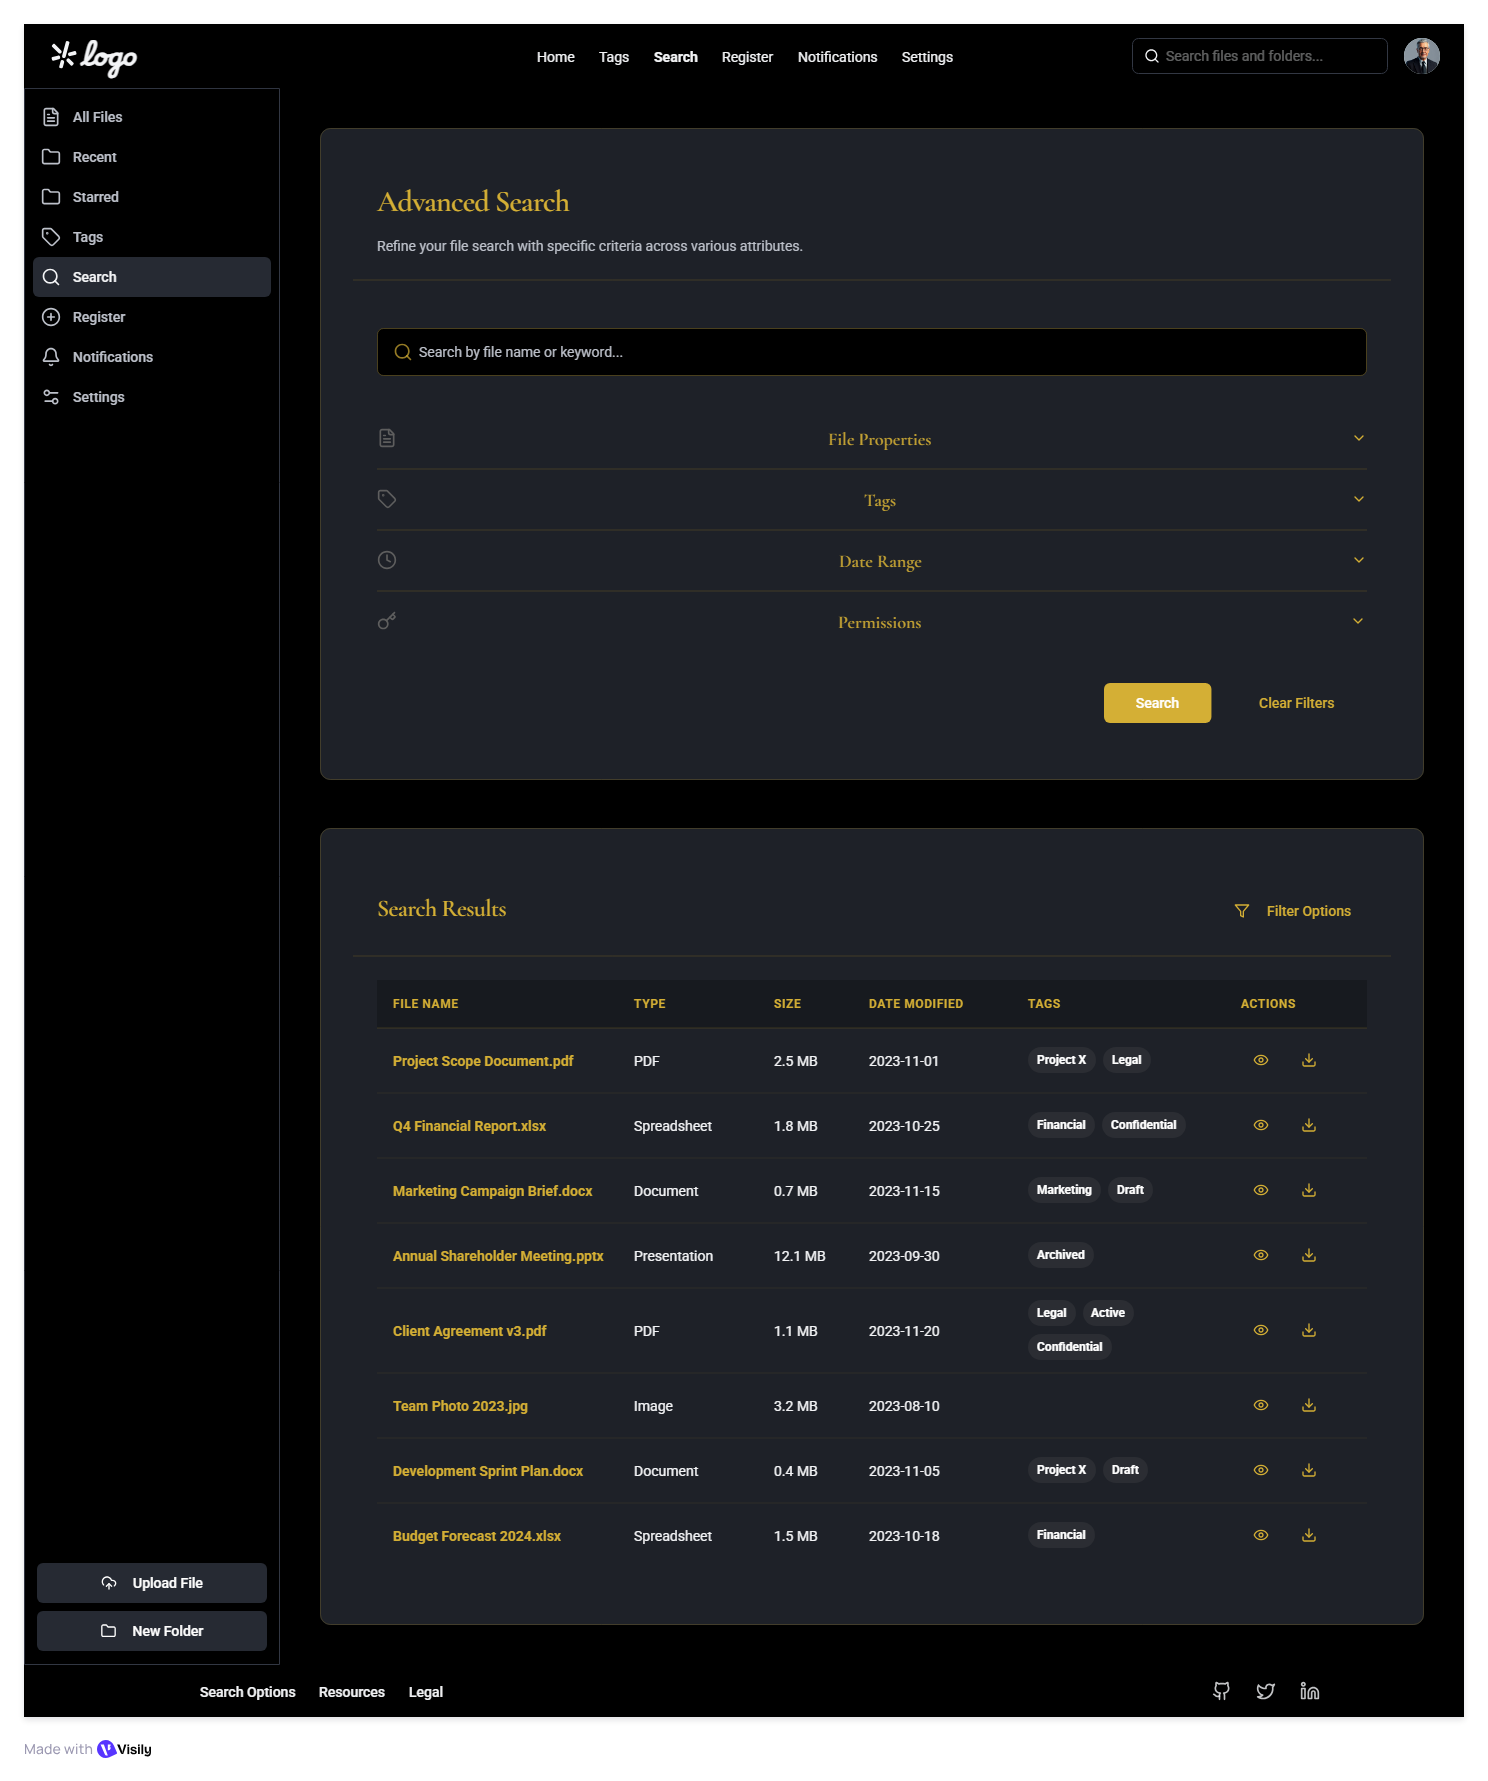 logo
Home Tags Search Register Notifications Settings
Search files and folders...
All Files
Recent
Starred
Tags
Search
Register
Notifications
Settings
Upload File
New Folder
Advanced Search
Refine your file search with specific criteria across various attributes.
Search by file name or keyword...
File Properties
Tags
Date Range
Permissions
Search Clear Filters
Search Results Filter Options
FILE NAME TYPE SIZE DATE MODIFIED TAGS ACTIONS
Project Scope Document.pdf PDF 2.5 MB 2023-11-01 Project X Legal
Q4 Financial Report.xlsx Spreadsheet 1.8 MB 2023-10-25 Financial Confidential
Marketing Campaign Brief.docx Document 0.7 MB 2023-11-15 Marketing Draft
Annual Shareholder Meeting.pptx Presentation 12.1 MB 2023-09-30 Archived
Client Agreement v3.pdf PDF 1.1 MB 2023-11-20 Legal Active
Confidential
Team Photo 2023.jpg Image 3.2 MB 2023-08-10
Development Sprint Plan.docx Document 0.4 MB 2023-11-05 Project X Draft
Budget Forecast 2024.xlsx Spreadsheet 1.5 MB 2023-10-18 Financial
Search Options Resources Legal
Made with Visily